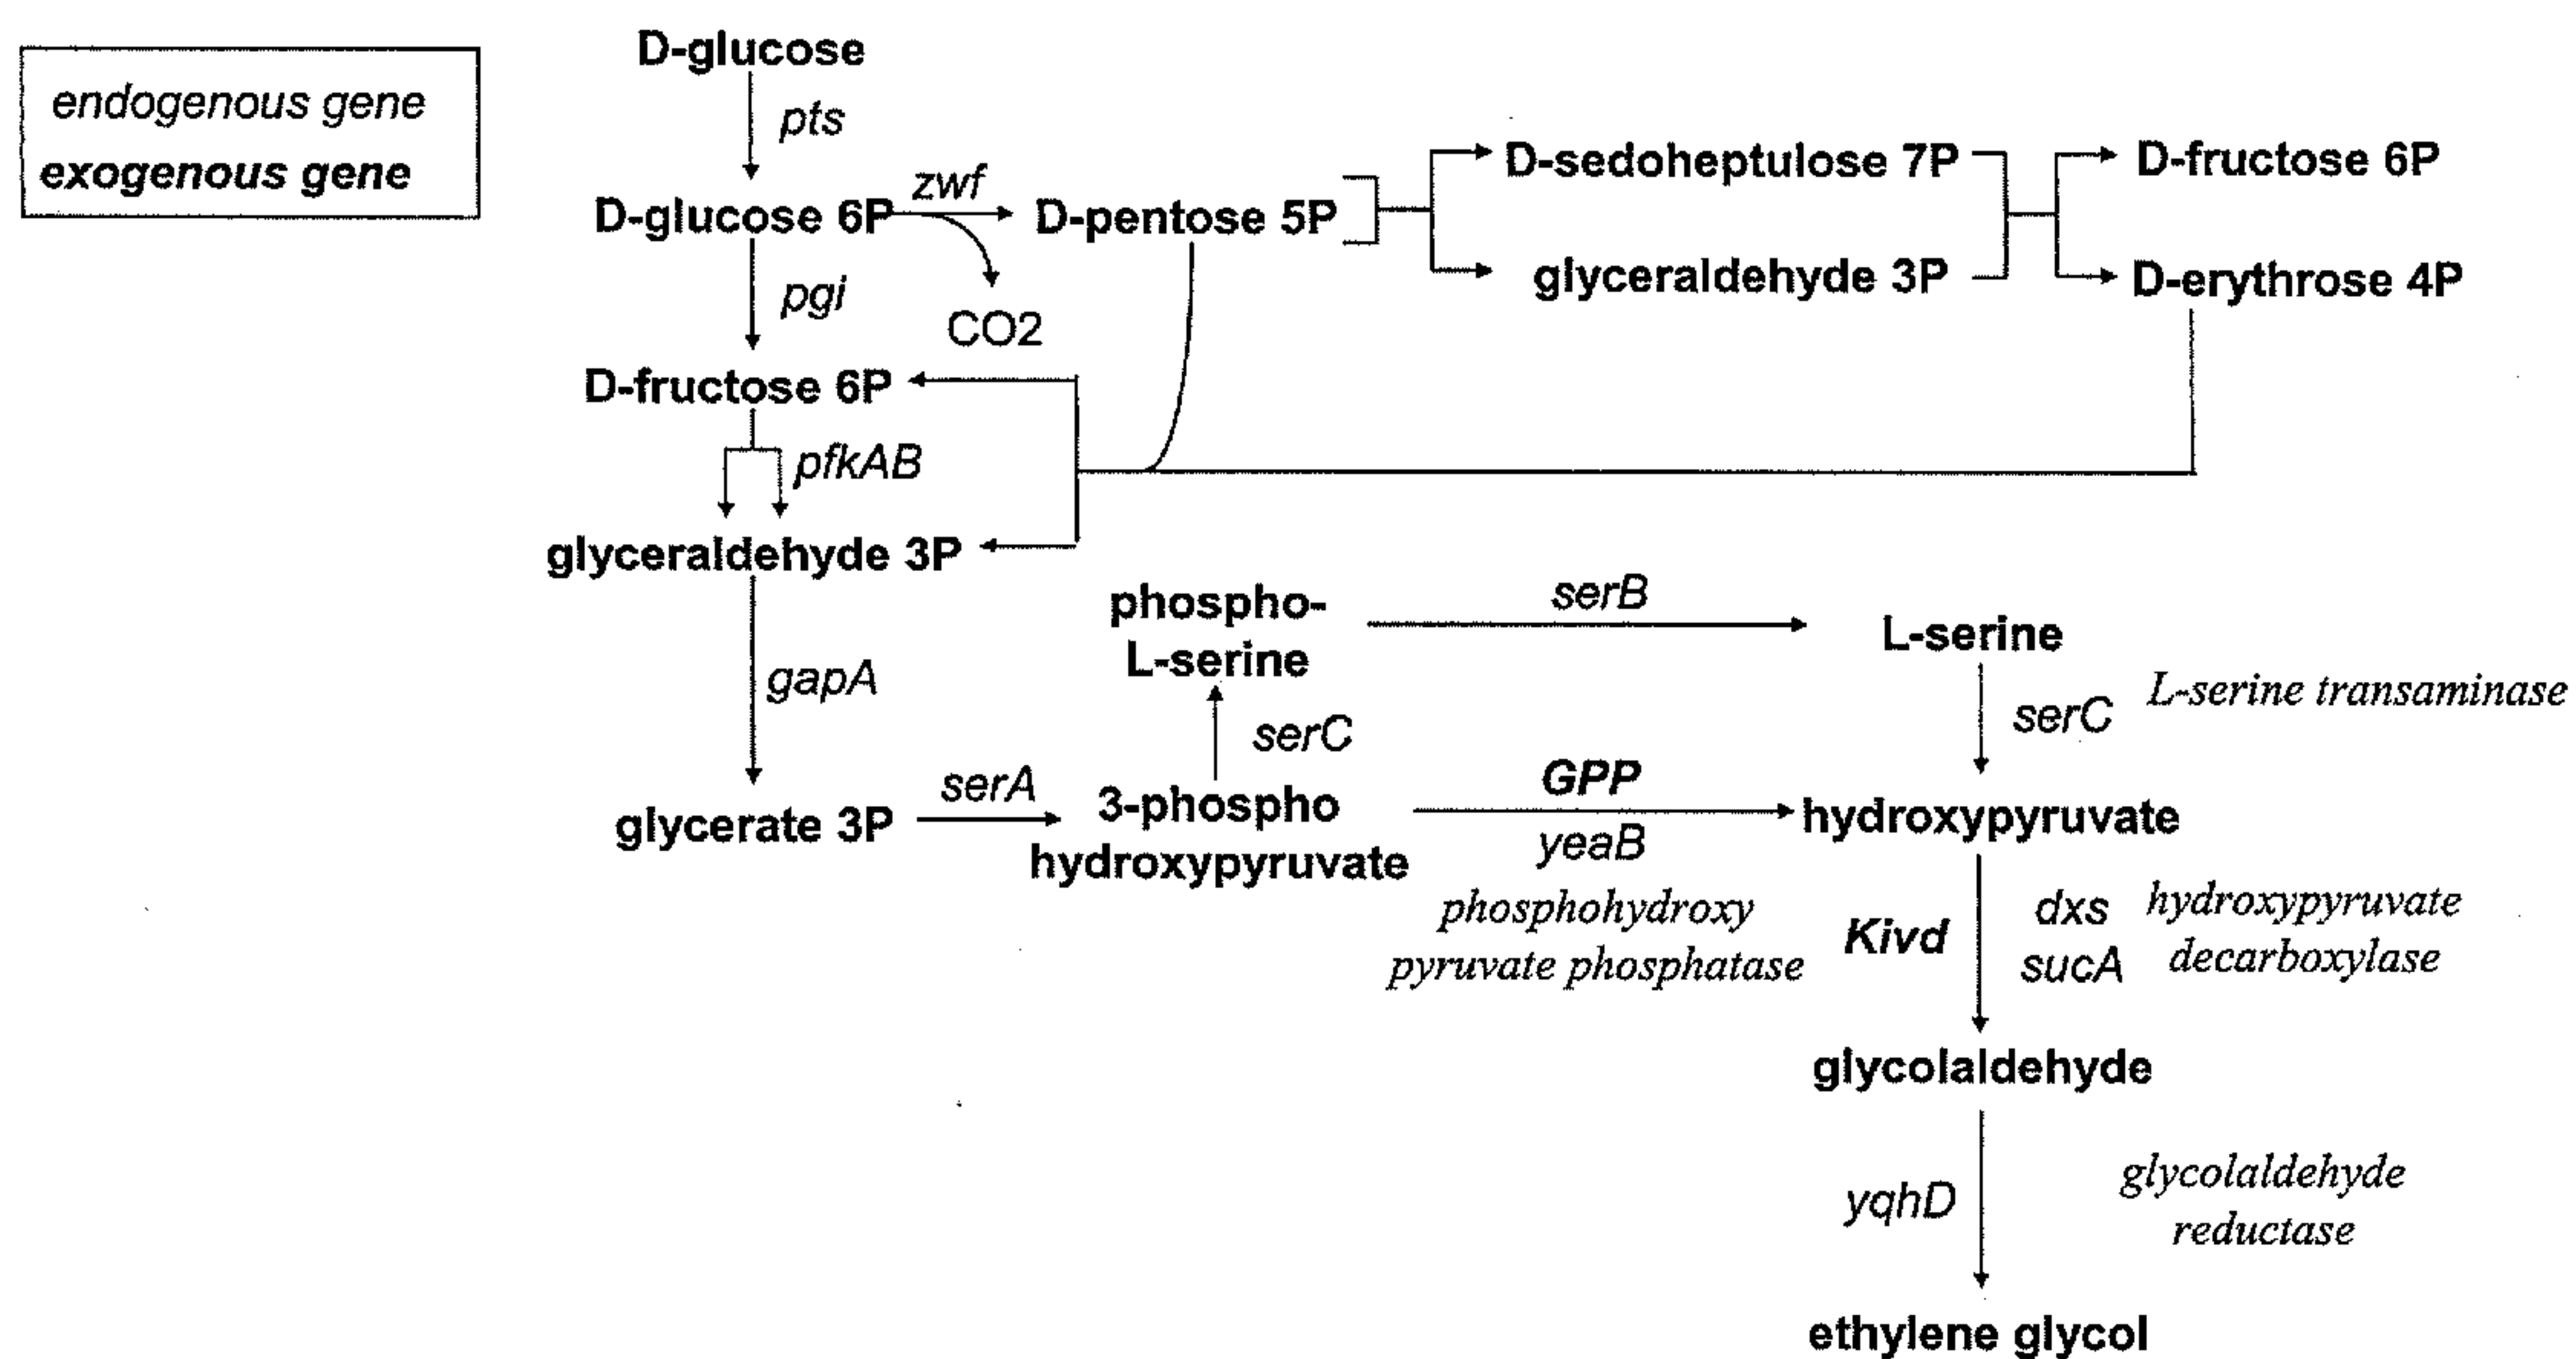 endogenous gene
exogenous gene
D-glucose
pts
D-glucose 6P
zwf
CO2
D-pentose 5P
D-sedoheptulose 7P
glyceraldehyde 3P
D-fructose 6P
D-erythrose 4P
pgi
D-fructose 6P
pfkAB
glyceraldehyde 3P
gapA
glycerate 3P
serA
3-phospho
hydroxypyruvate
serC
phospho-
L-serine
serB
L-serine
serC
L-serine transaminase
GPP
yeaB
phosphohydroxy
pyruvate phosphatase
hydroxypyruvate
Kivd
dxs
sucA
hydroxypyruvate
decarboxylase
glycolaldehyde
yqhD
glycolaldehyde
reductase
ethylene glycol